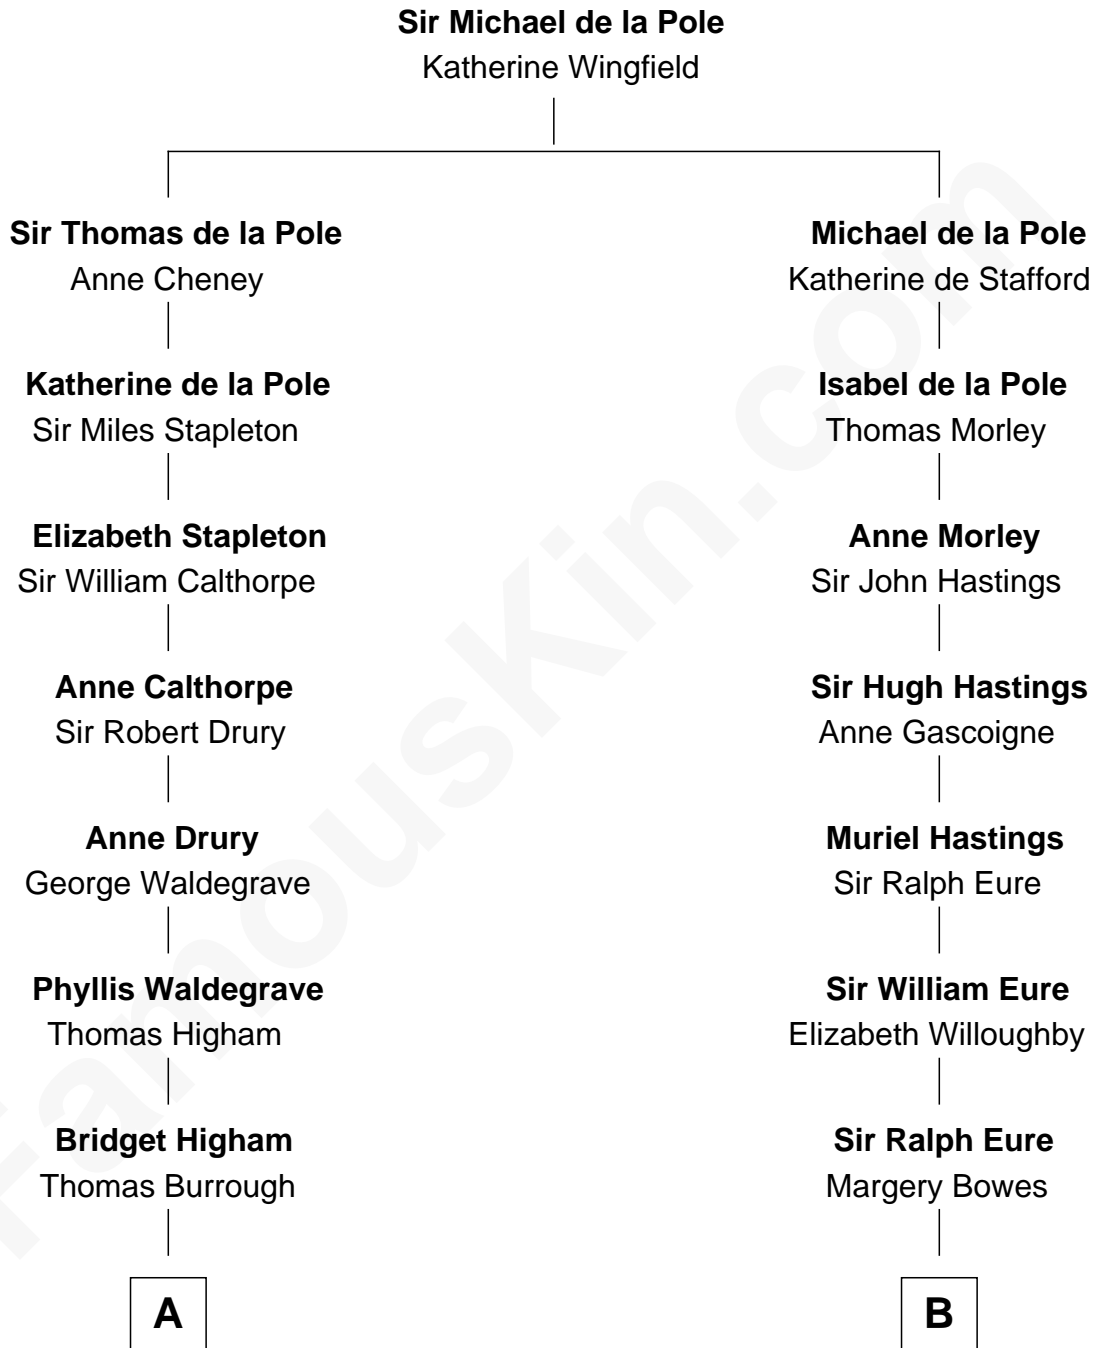 Sir Michael de la Pole
Katherine Wingfield
Sir Thomas de la Pole
Anne Cheney
Katherine de la Pole
Sir Miles Stapleton
Elizabeth Stapleton
Sir William Calthorpe
Anne Calthorpe
Sir Robert Drury
Anne Drury
George Waldegrave
Phyllis Waldegrave
Thomas Higham
Bridget Higham
Thomas Burrough
A
Michael de la Pole
Katherine de Stafford
Isabel de la Pole
Thomas Morley
Anne Morley
Sir John Hastings
Sir Hugh Hastings
Anne Gascoigne
Muriel Hastings
Sir Ralph Eure
Sir William Eure
Elizabeth Willoughby
Sir Ralph Eure
Margery Bowes
B
FamousKin.com